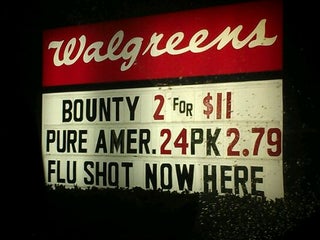 Walgreens
BOUNTY 2 FOR $11
PURE AMER. 24PK 2.79
FLU SHOT NOW HERE